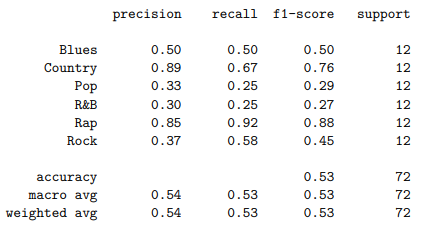 precision recall f1-score support
Blues 0.50 0.50 0.50 12
Country 0.89 0.67 0.76 12
Pop 0.33 0.25 0.29 12
R&B 0.30 0.25 0.27 12
Rap 0.85 0.92 0.88 12
Rock 0.37 0.58 0.45 12
accuracy 0.53 72
macro avg 0.54 0.53 0.53 72
weighted avg 0.54 0.53 0.53 72